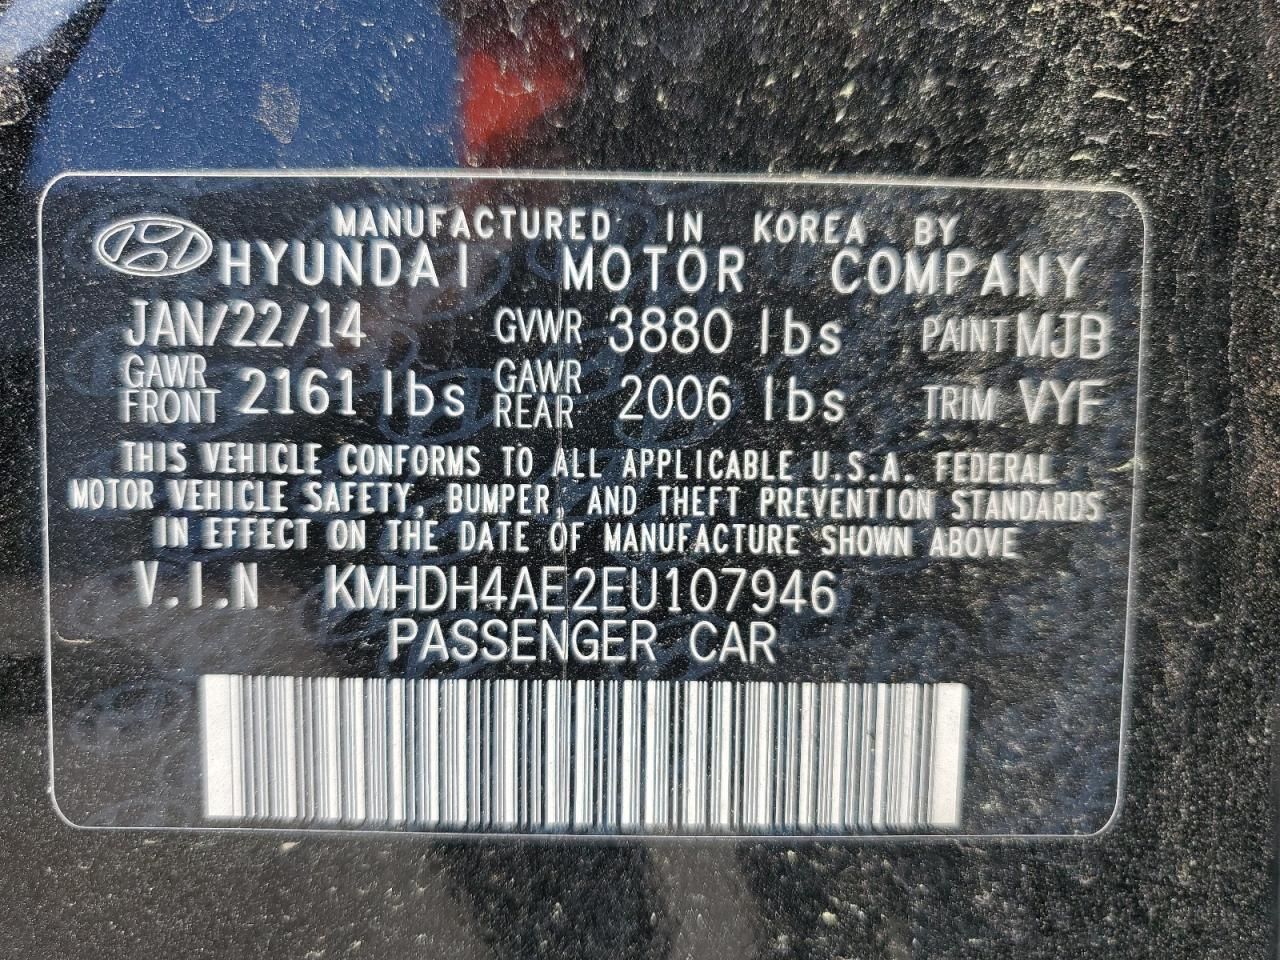 MANUFACTURED IN KOREA BY
HYUNDAI MOTOR COMPANY
JAN/22/14 GVWR 3880 lbs PAINT MJB
GAWR FRONT 2161 lbs GAWR REAR 2006 lbs TRIM VYF
THIS VEHICLE CONFORMS TO ALL APPLICABLE U.S.A. FEDERAL
MOTOR VEHICLE SAFETY, BUMPER, AND THEFT PREVENTION STANDARDS
IN EFFECT ON THE DATE OF MANUFACTURE SHOWN ABOVE
V.I.N KMHDH4AE2EU107946
PASSENGER CAR